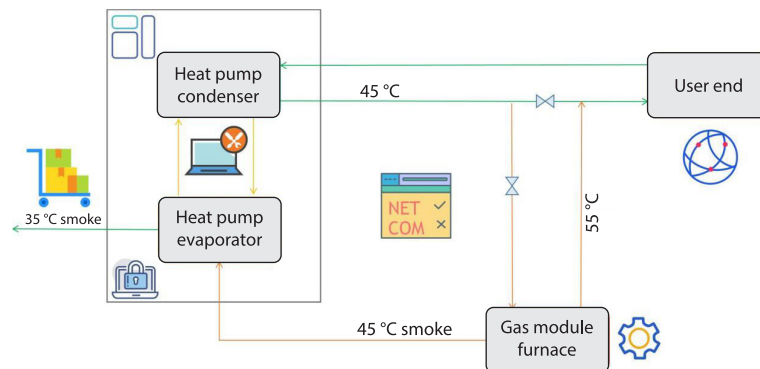 Heat pump
condenser
45 °C
User end
NET
COM
55 °C
35 °C smoke
Heat pump
evaporator
45 °C smoke
Gas module
furnace